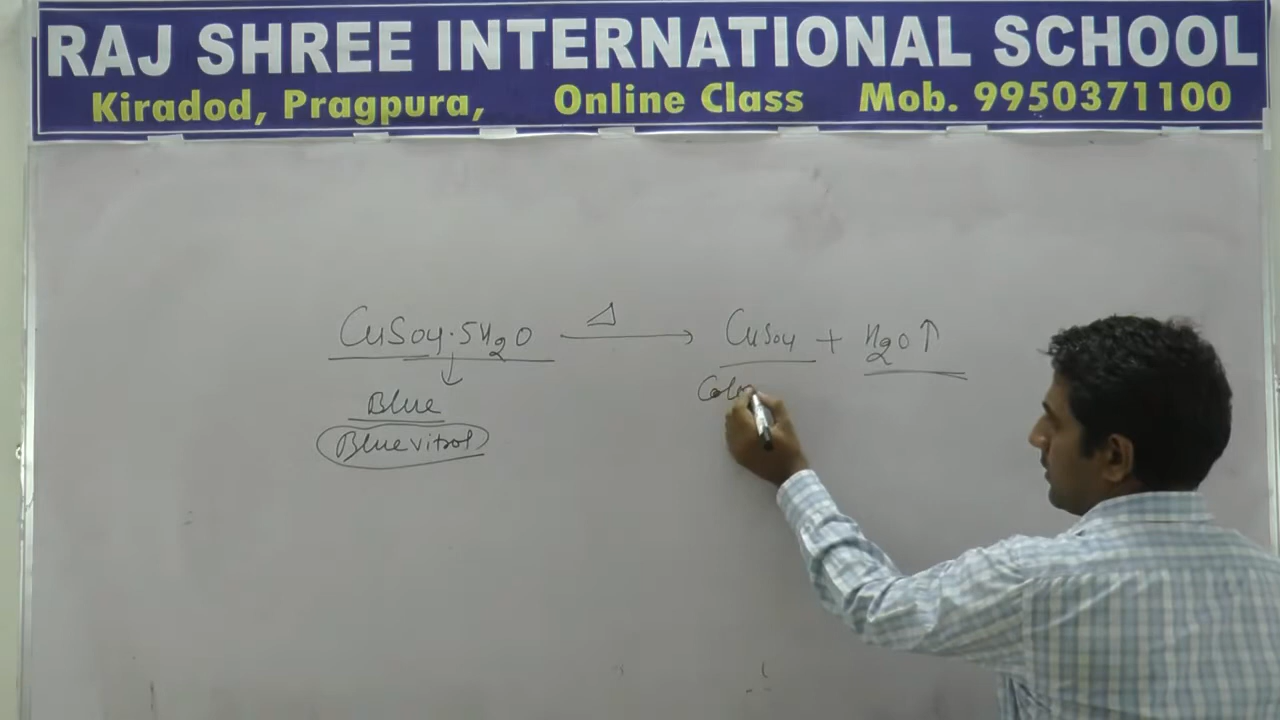 RAJ SHREE INTERNATIONAL SCHOOL
Kiradod, Pragpura, Online Class Mob. 9950371100
CuSO4·5H2O Δ → CuSO4 + H2O↑
Blue
Blue vitrol